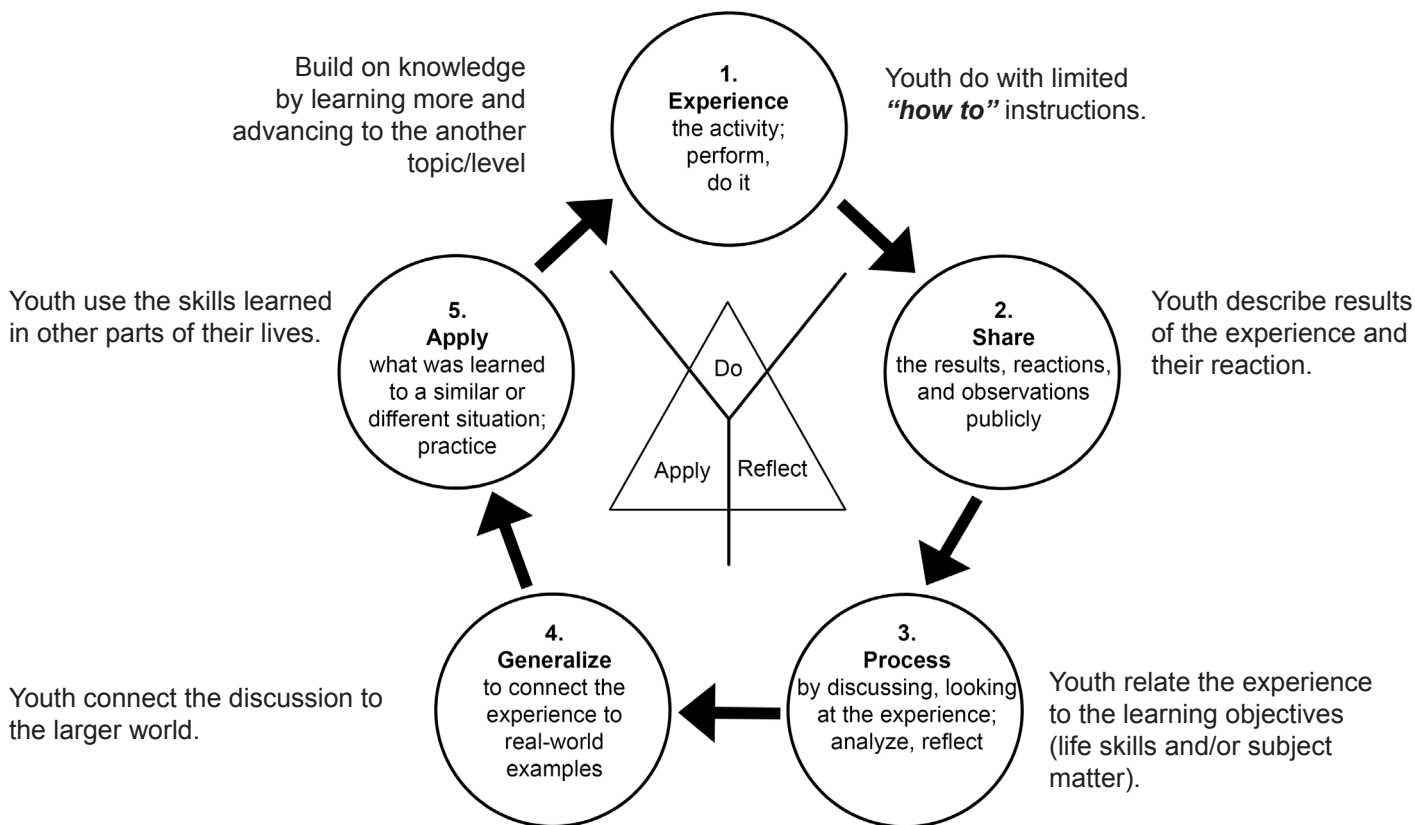 Build on knowledge
by learning more and
advancing to the another
topic/level
1.
Experience
the activity;
perform,
do it
Youth do with limited
“how to” instructions.
2.
Share
the results, reactions,
and observations
publicly
Youth describe results
of the experience and
their reaction.
3.
Process
by discussing, looking
at the experience;
analyze, reflect
Youth relate the experience
to the learning objectives
(life skills and/or subject
matter).
4.
Generalize
to connect the
experience to
real-world
examples
Youth connect the discussion to
the larger world.
5.
Apply
what was learned
to a similar or
different situation;
practice
Youth use the skills learned
in other parts of their lives.
Do
Apply
Reflect